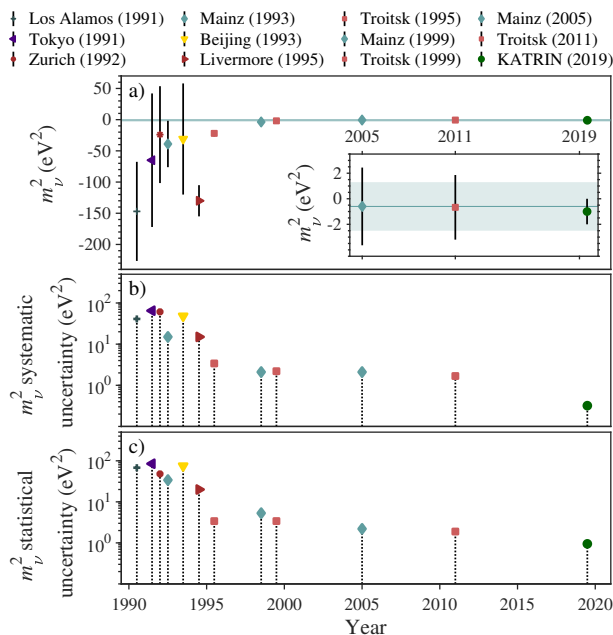 Los Alamos (1991) Mainz (1993) Troitsk (1995) Mainz (2005)
Tokyo (1991) Beijing (1993) Mainz (1999) Troitsk (2011)
Zurich (1992) Livermore (1995) Troitsk (1999) KATRIN (2019)
a)
50
0
-50
-100
-150
-200
m²ν (eV²)
2005 2011 2019
2
0
-2
m²ν (eV²)
b)
10²
10¹
10⁰
m²ν systematic
uncertainty (eV²)
c)
10²
10¹
10⁰
m²ν statistical
uncertainty (eV²)
1990 1995 2000 2005 2010 2015 2020
Year